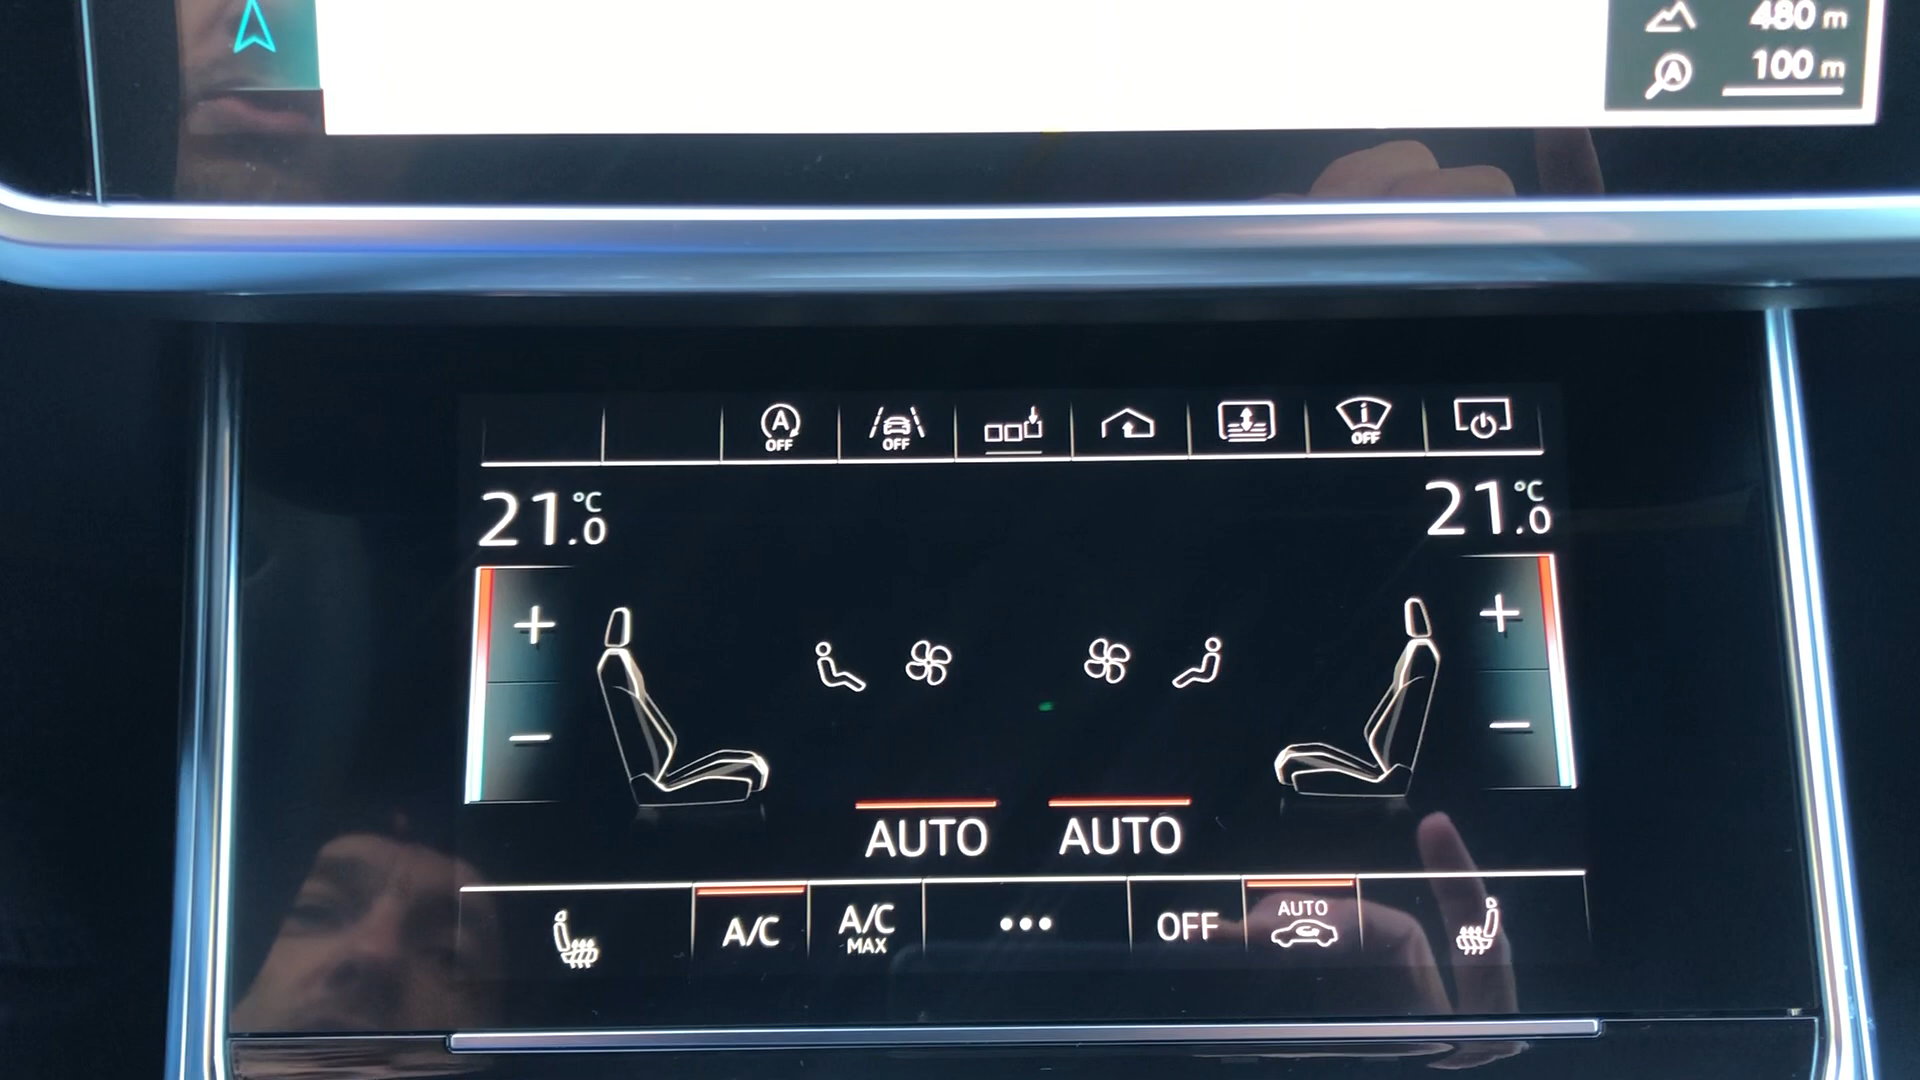 480 m
A
100 m
A
OFF
OFF
i
OFF
21.0 °C
21.0 °C
+
+
−
−
AUTO
AUTO
A/C
A/C
MAX
•••
OFF
AUTO